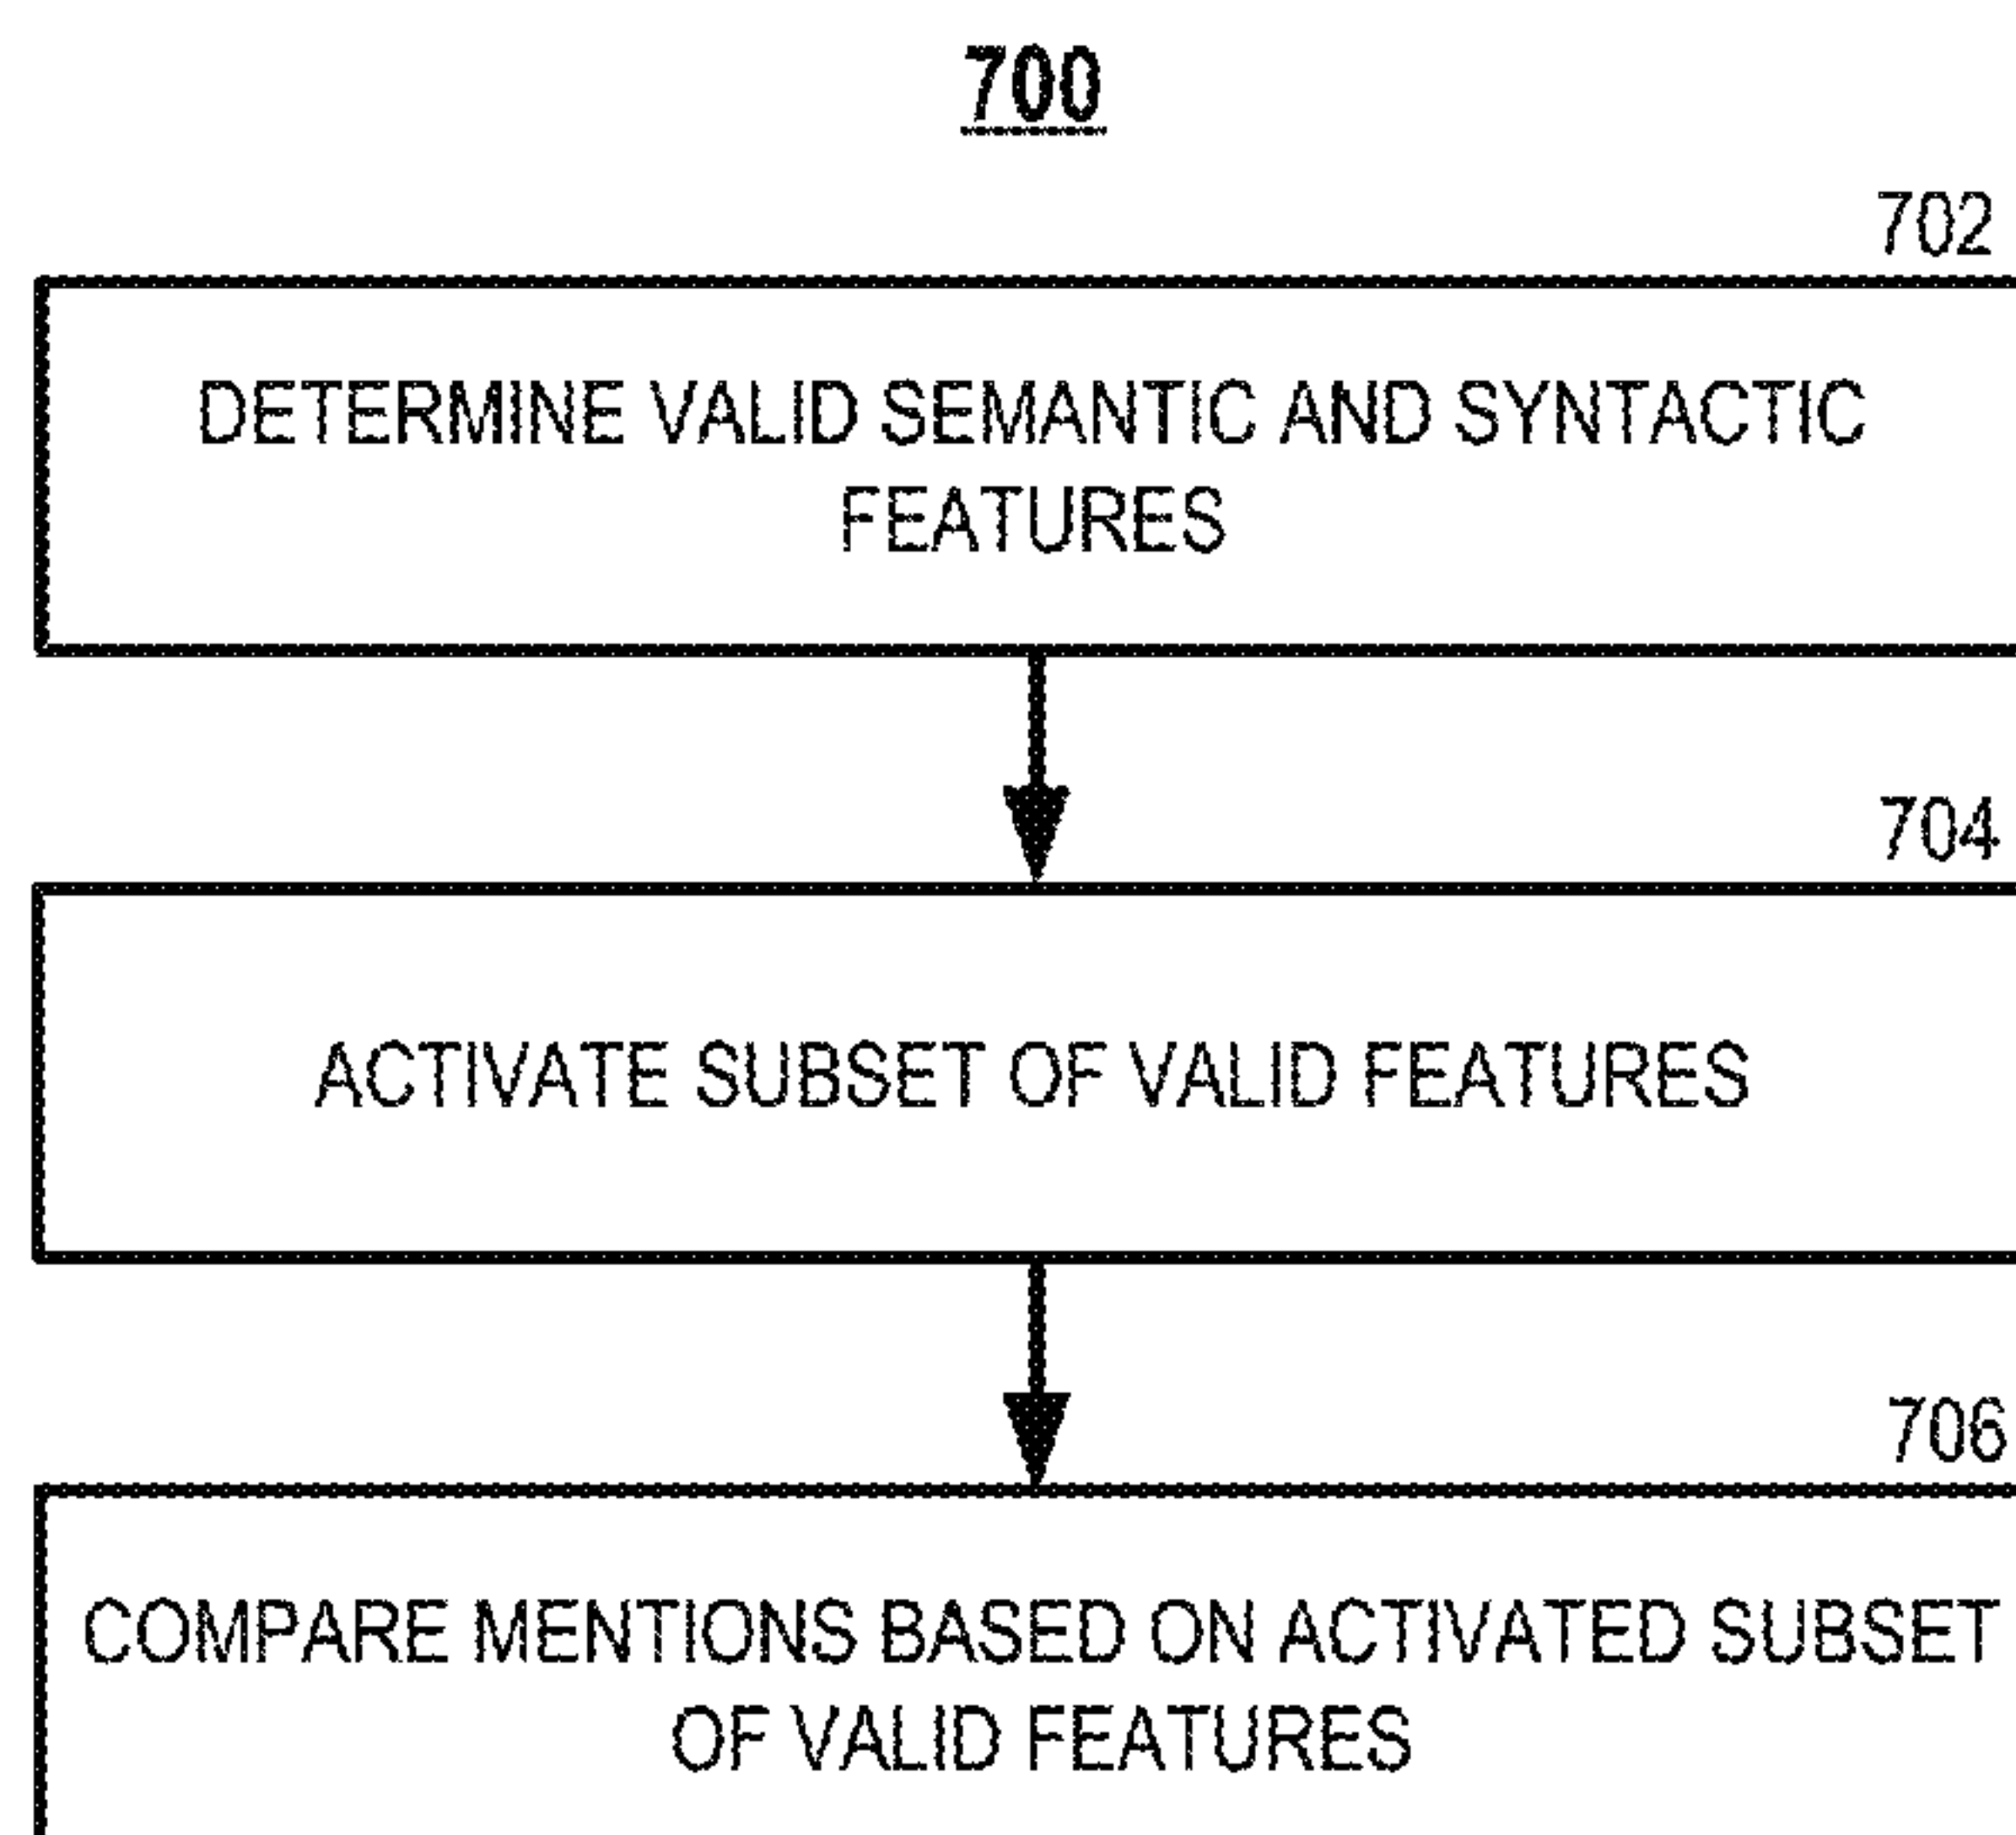 700
702
DETERMINE VALID SEMANTIC AND SYNTACTIC
FEATURES
704
ACTIVATE SUBSET OF VALID FEATURES
706
COMPARE MENTIONS BASED ON ACTIVATED SUBSET
OF VALID FEATURES